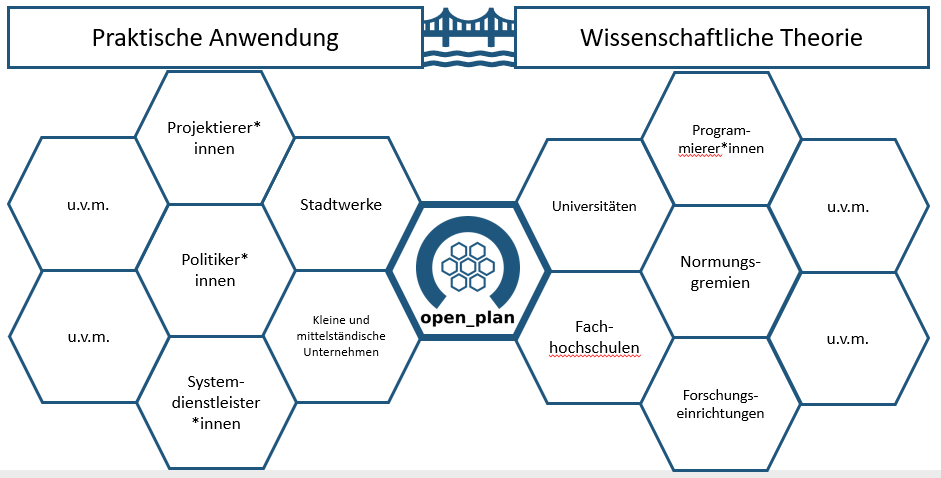 Praktische Anwendung
Wissenschaftliche Theorie
Projektierer*
innen
u.v.m.
Stadtwerke
Politiker*
innen
u.v.m.
Kleine und
mittelständische
Unternehmen
System-
dienstleister
*innen
open_plan
Program-
mierer*innen
Universitäten
u.v.m.
Normungs-
gremien
Fach-
hochschulen
u.v.m.
Forschungs-
einrichtungen